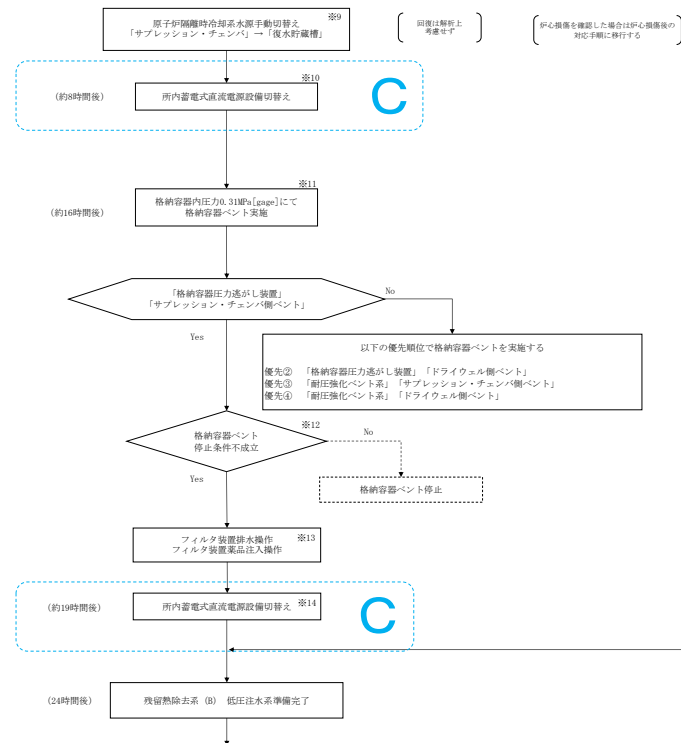 原子炉隔離時冷却系水源手動切替え ※9
「サプレッション・チェンバ」→「復水貯蔵槽」
回復は解析上
考慮せず
炉心損傷を確認した場合は炉心損傷後の
対応手順に移行する
(約8時間後)
所内蓄電式直流電源設備切替え ※10
C
(約16時間後)
※11
格納容器内圧力0.31MPa[gage]にて
格納容器ベント実施
「格納容器圧力逃がし装置」
「サプレッション・チェンバ側ベント」
No
Yes
以下の優先順位で格納容器ベントを実施する
優先② 「格納容器圧力逃がし装置」「ドライウェル側ベント」
優先③ 「耐圧強化ベント系」「サプレッション・チェンバ側ベント」
優先④ 「耐圧強化ベント系」「ドライウェル側ベント」
※12
格納容器ベント
停止条件不成立
No
Yes
格納容器ベント停止
フィルタ装置排水操作 ※13
フィルタ装置薬品注入操作
(約19時間後)
所内蓄電式直流電源設備切替え ※14
C
(24時間後)
残留熱除去系 (B) 低圧注水系準備完了